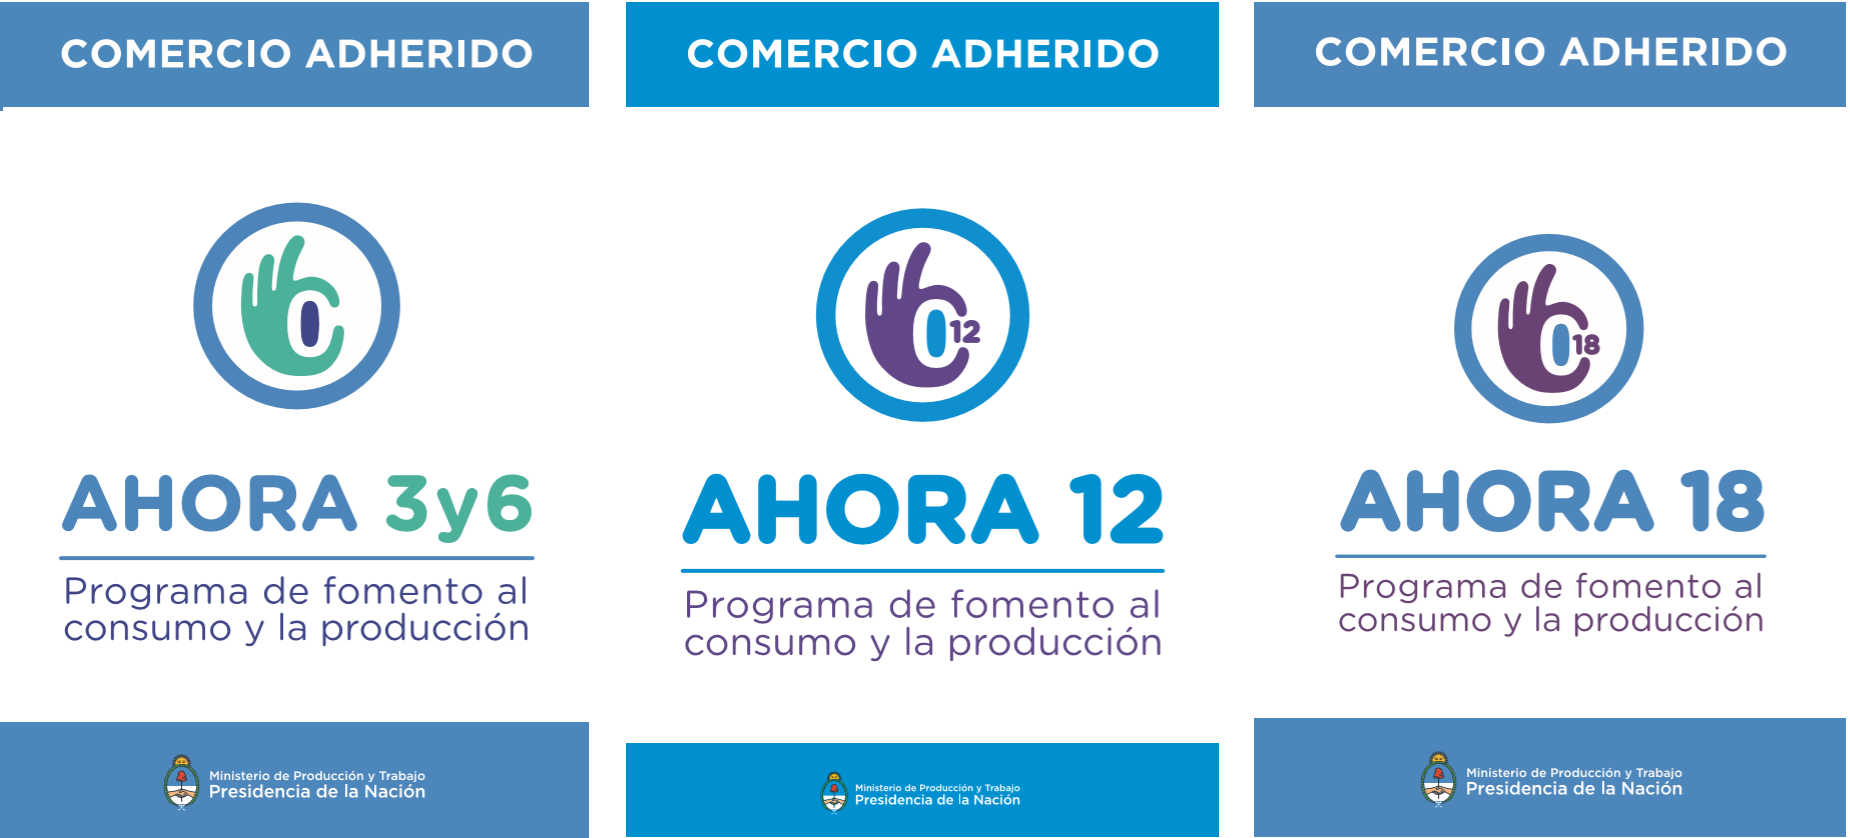 COMERCIO ADHERIDO
AHORA 3y6
Programa de fomento al
consumo y la producción
Ministerio de Producción y Trabajo
Presidencia de la Nación
COMERCIO ADHERIDO
12
AHORA 12
Programa de fomento al
consumo y la producción
Ministerio de Producción y Trabajo
Presidencia de la Nación
COMERCIO ADHERIDO
18
AHORA 18
Programa de fomento al
consumo y la producción
Ministerio de Producción y Trabajo
Presidencia de la Nación